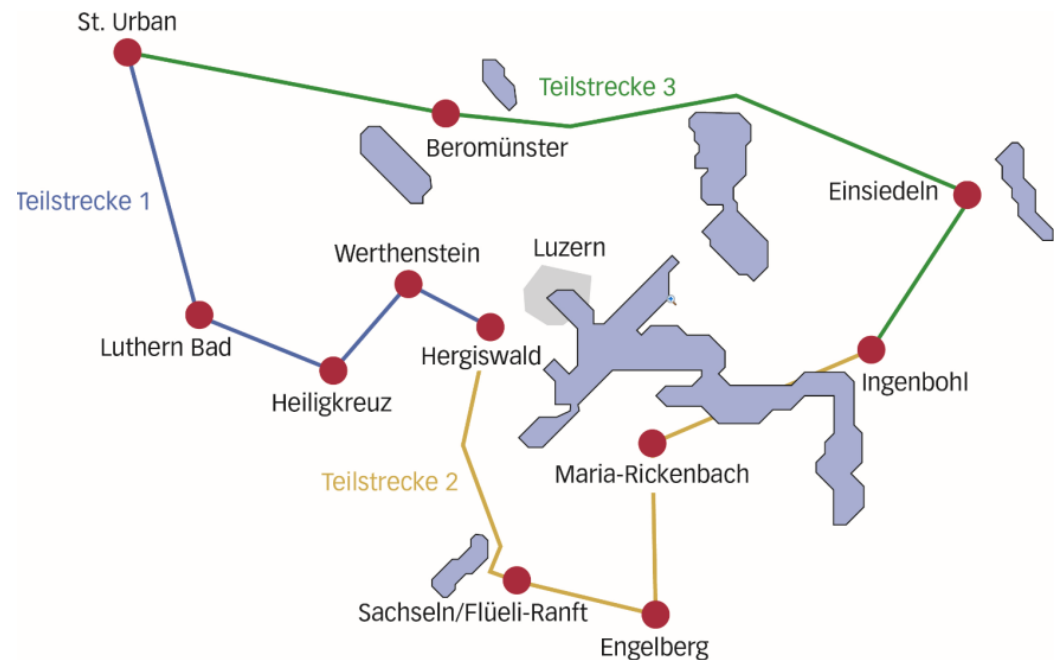 St. Urban
Teilstrecke 3
Beromünster
Einsiedeln
Teilstrecke 1
Werthenstein
Luzern
Luthern Bad
Hergiswald
Heiligkreuz
Ingenbohl
Maria-Rickenbach
Teilstrecke 2
Sachseln/Flüeli-Ranft
Engelberg